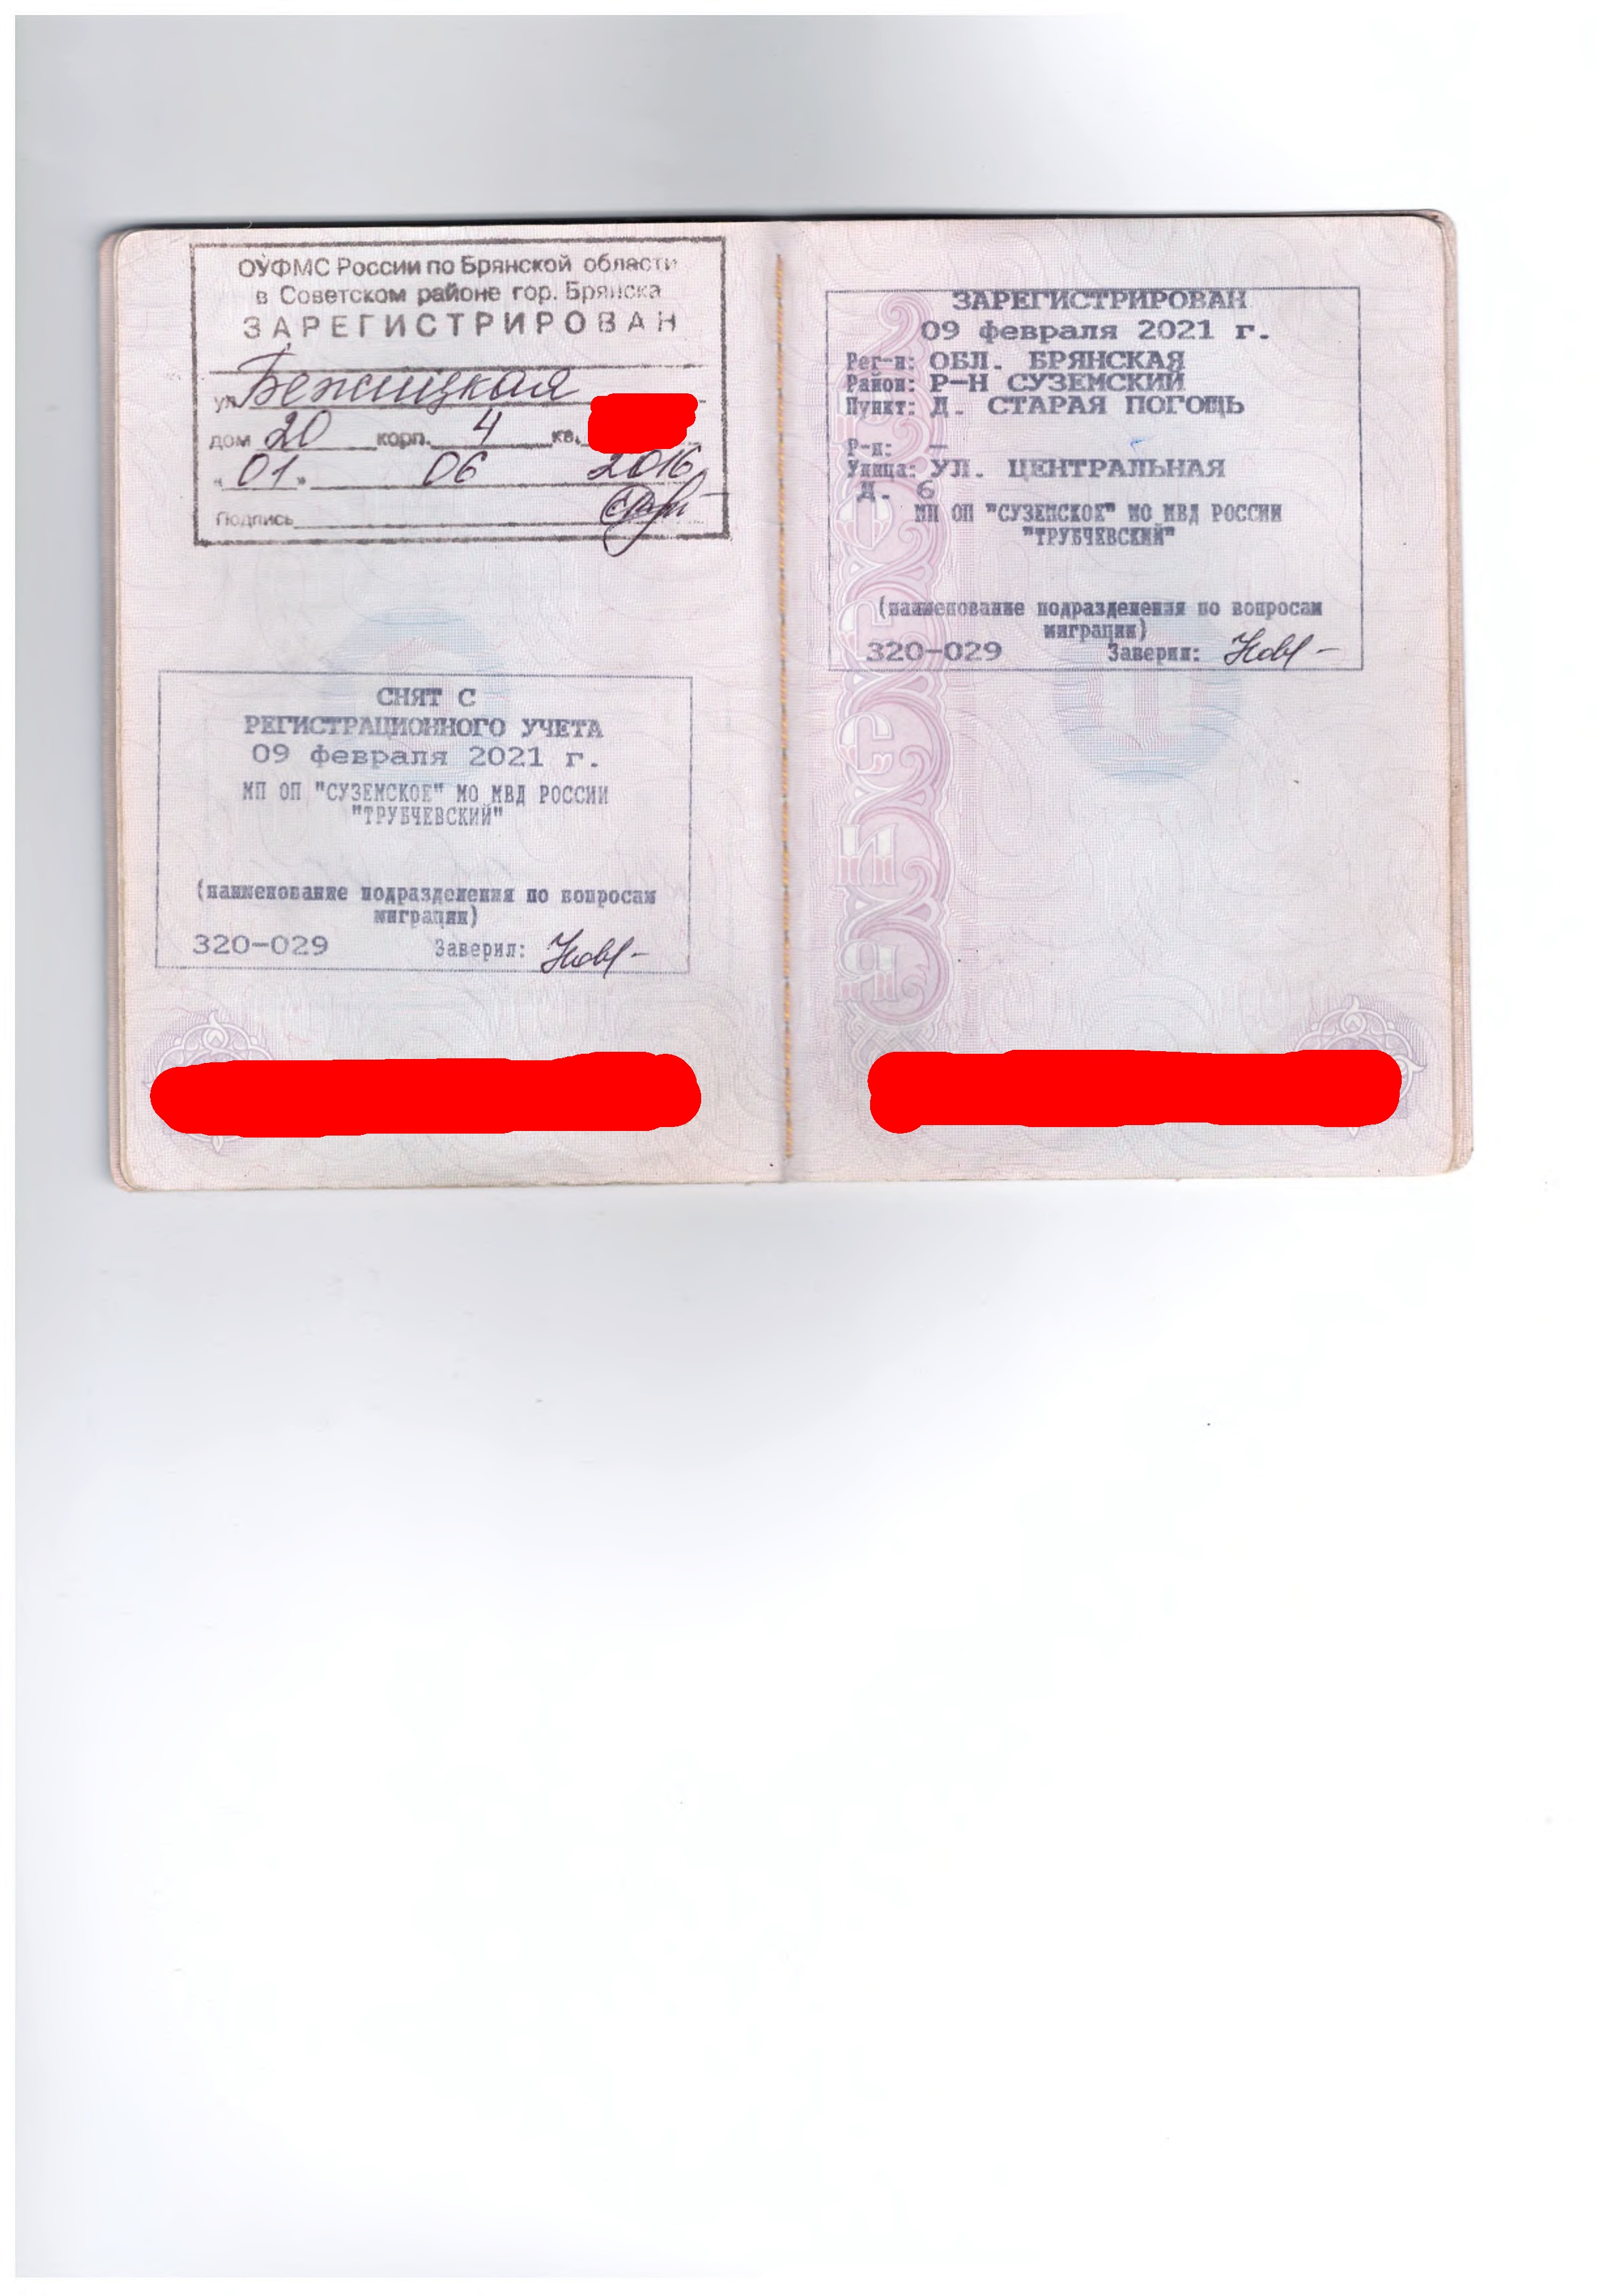 ОУФМС России по Брянской области
в Советском районе гор. Брянска
ЗАРЕГИСТРИРОВАН
ул. Бежицкая
дом 20 корп. 4 кв.
" 01 " 06 2016
Подпись
СНЯТ С
РЕГИСТРАЦИОННОГО УЧЕТА
09 февраля 2021 г.
МП ОП "СУЗЕМСКОЕ" МО МВД РОССИИ
"ТРУБЧЕВСКИЙ"
(наименование подразделения по вопросам
миграции)
320-029 Заверил:
ЗАРЕГИСТРИРОВАН
09 февраля 2021 г.
Рег-н: ОБЛ. БРЯНСКАЯ
Район: Р-Н СУЗЕМСКИЙ
Пункт: Д. СТАРАЯ ПОГОЩЬ
Р-н: —
Улица: УЛ. ЦЕНТРАЛЬНАЯ
Д. 6
МП ОП "СУЗЕМСКОЕ" МО МВД РОССИИ
"ТРУБЧЕВСКИЙ"
(наименование подразделения по вопросам
миграции)
320-029 Заверил: